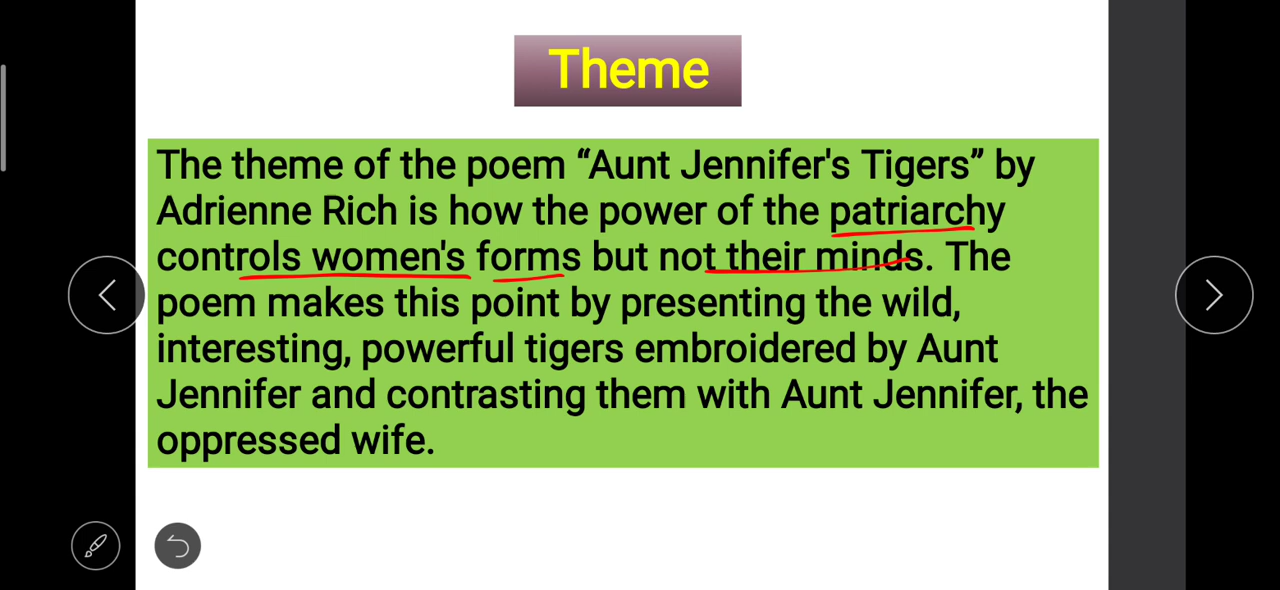 Theme
The theme of the poem “Aunt Jennifer's Tigers” by
Adrienne Rich is how the power of the patriarchy
controls women's forms but not their minds. The
poem makes this point by presenting the wild,
interesting, powerful tigers embroidered by Aunt
Jennifer and contrasting them with Aunt Jennifer, the
oppressed wife.